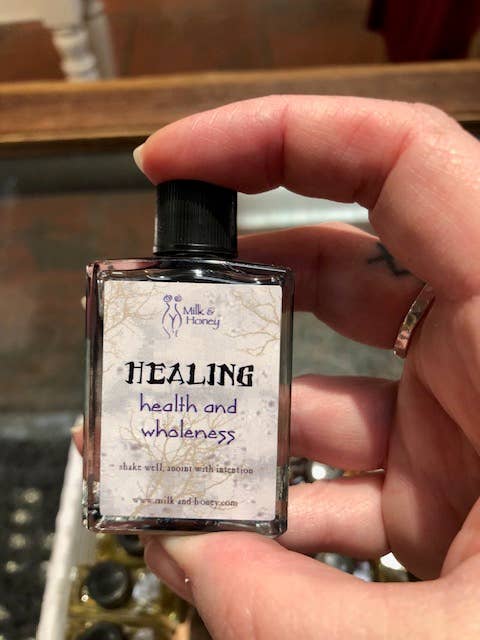 Milk &
Honey
HEALING
health and
wholeness
shake well, anoint with intention
www.milk-and-honey.com